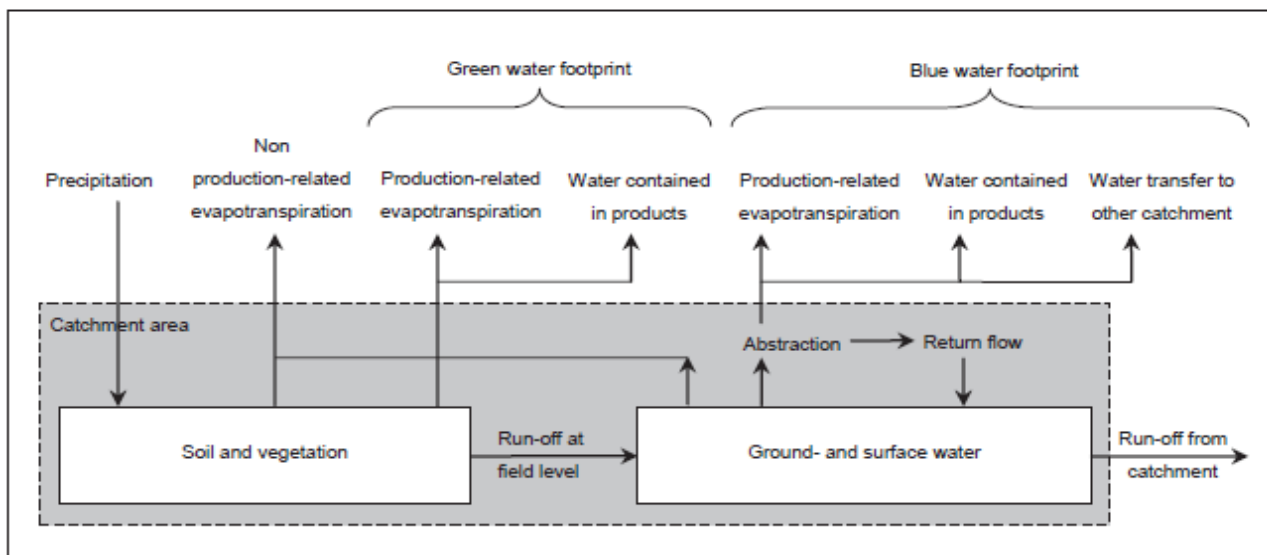 Green water footprint
Blue water footprint
Precipitation
Non
production-related
evapotranspiration
Production-related
evapotranspiration
Water contained
in products
Production-related
evapotranspiration
Water contained
in products
Water transfer to
other catchment
Catchment area
Abstraction
Return flow
Soil and vegetation
Run-off at
field level
Ground- and surface water
Run-off from
catchment